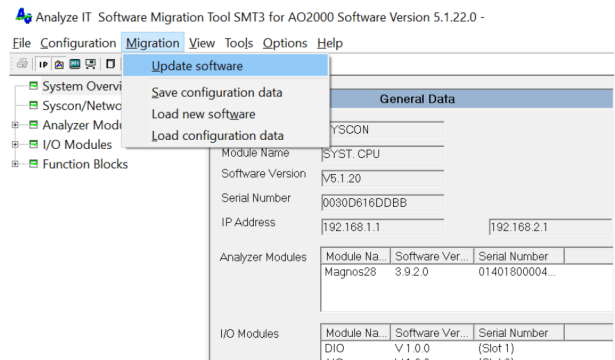 Analyze IT Software Migration Tool SMT3 for AO2000 Software Version 5.1.22.0 -
File Configuration Migration View Tools Options Help
IP
Update software
Save configuration data
Load new software
Load configuration data
System Overvi
Syscon/Netwo
Analyzer Modu
I/O Modules
Function Blocks
General Data
YSCON
Module Name SYST. CPU
Software Version V5.1.20
Serial Number 0030D616DDBB
IP Address 192.168.1.1 192.168.2.1
Analyzer Modules Module Na... Software Ver... Serial Number
Magnos28 3.9.2.0 01401800004...
I/O Modules Module Na... Software Ver... Serial Number
DIO V 1.0.0 (Slot 1)